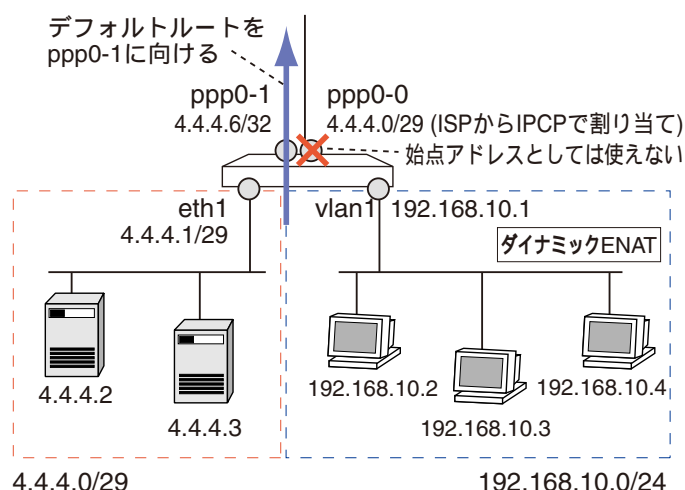 デフォルトルートを
ppp0-1に向ける
ppp0-1
ppp0-0
4.4.4.6/32
4.4.4.0/29 (ISPからIPCPで割り当て)
始点アドレスとしては使えない
eth1
vlan1
192.168.10.1
4.4.4.1/29
ダイナミックENAT
4.4.4.2
4.4.4.3
192.168.10.2
192.168.10.3
192.168.10.4
4.4.4.0/29
192.168.10.0/24